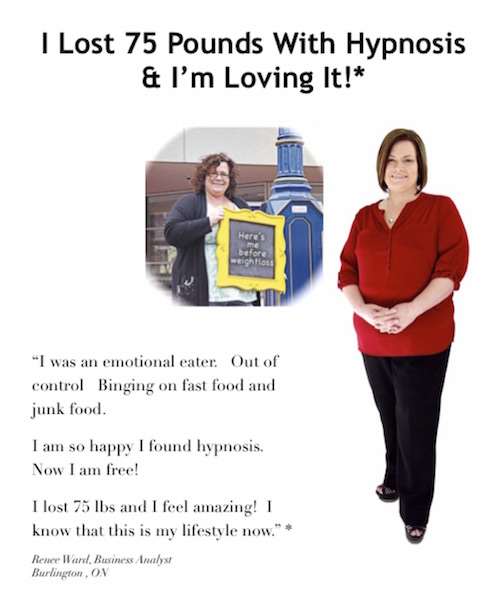 I Lost 75 Pounds With Hypnosis
& I'm Loving It!*
Here's
me
before
weightloss
“I was an emotional eater. Out of
control Binging on fast food and
junk food.
I am so happy I found hypnosis.
Now I am free!
I lost 75 lbs and I feel amazing! I
know that this is my lifestyle now.” *
Renee Ward, Business Analyst
Burlington , ON